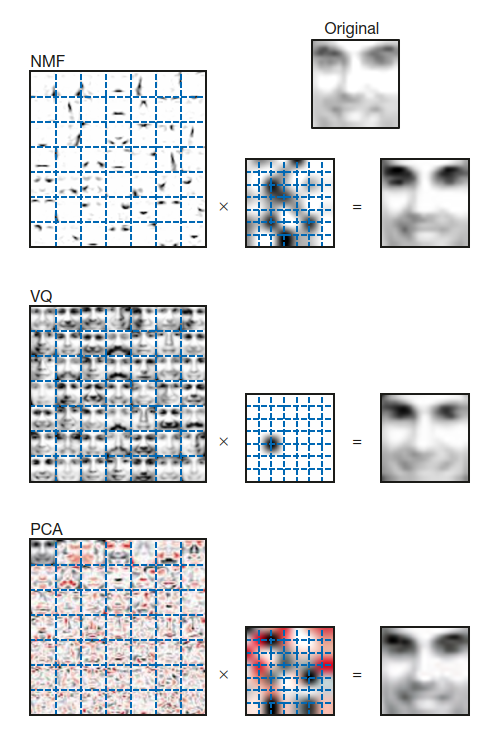 Original
NMF
×
=
VQ
×
=
PCA
×
=